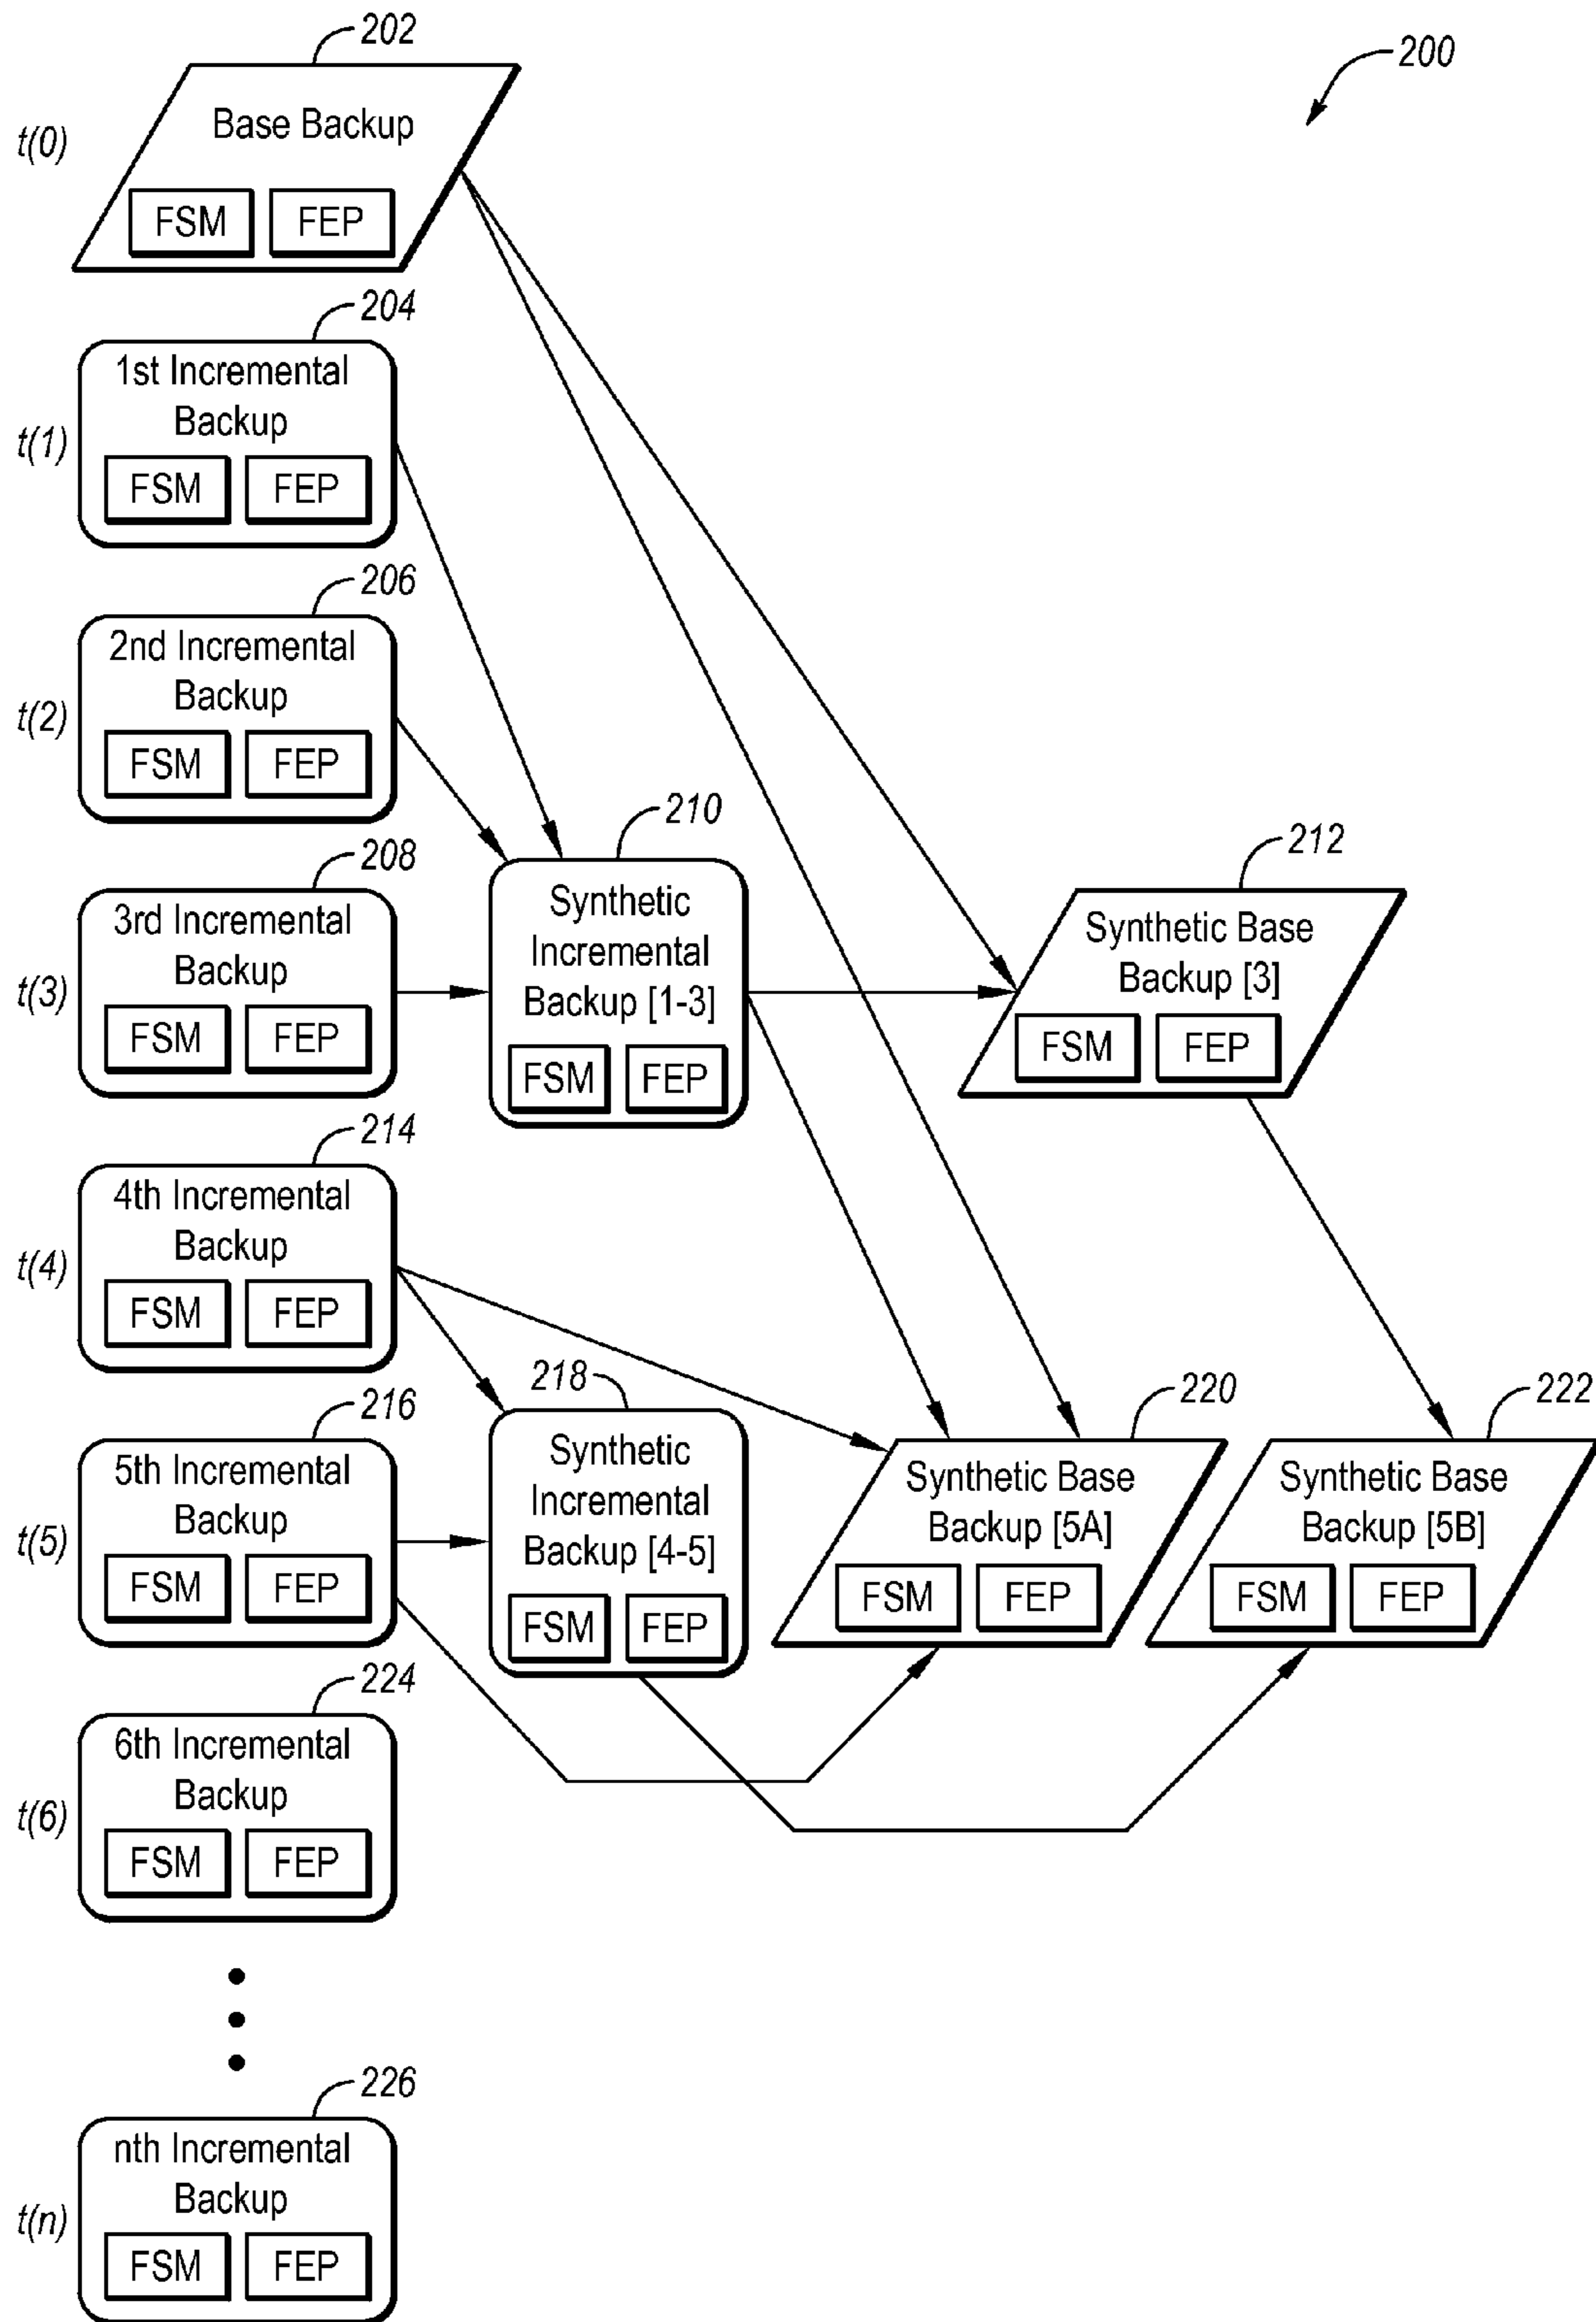 202
200
t(0)
Base Backup
FSM FEP
204
t(1)
1st Incremental
Backup
FSM FEP
206
t(2)
2nd Incremental
Backup
FSM FEP
208
t(3)
3rd Incremental
Backup
FSM FEP
210
Synthetic
Incremental
Backup [1-3]
FSM FEP
212
Synthetic Base
Backup [3]
FSM FEP
214
t(4)
4th Incremental
Backup
FSM FEP
216
t(5)
5th Incremental
Backup
FSM FEP
218
Synthetic
Incremental
Backup [4-5]
FSM FEP
220
Synthetic Base
Backup [5A]
FSM FEP
222
Synthetic Base
Backup [5B]
FSM FEP
224
t(6)
6th Incremental
Backup
FSM FEP
226
t(n)
nth Incremental
Backup
FSM FEP